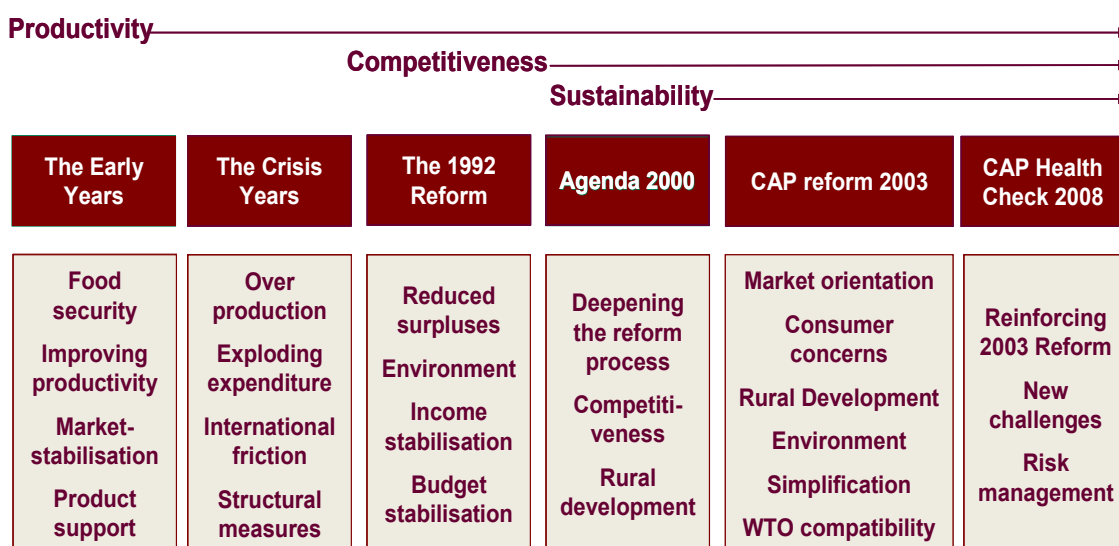 Productivity
Competitiveness
Sustainability
The Early
Years
The Crisis
Years
The 1992
Reform
Agenda 2000
CAP reform 2003
CAP Health
Check 2008
Food
security
Improving
productivity
Market-
stabilisation
Product
support
Over
production
Exploding
expenditure
International
friction
Structural
measures
Reduced
surpluses
Environment
Income
stabilisation
Budget
stabilisation
Deepening
the reform
process
Competiti-
veness
Rural
development
Market orientation
Consumer
concerns
Rural Development
Environment
Simplification
WTO compatibility
Reinforcing
2003 Reform
New
challenges
Risk
management